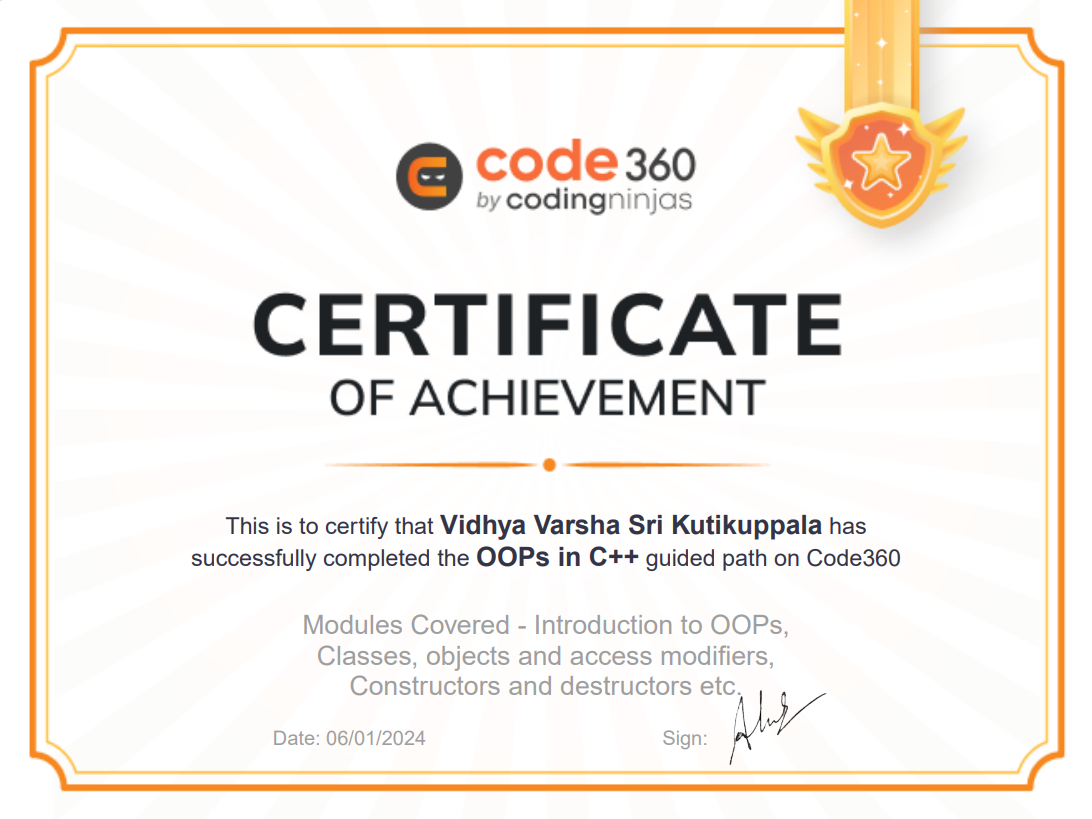 code 360
by codingninjas
CERTIFICATE
OF ACHIEVEMENT
This is to certify that Vidhya Varsha Sri Kutikuppala has
successfully completed the OOPs in C++ guided path on Code360
Modules Covered - Introduction to OOPs,
Classes, objects and access modifiers,
Constructors and destructors etc.
Date: 06/01/2024
Sign: